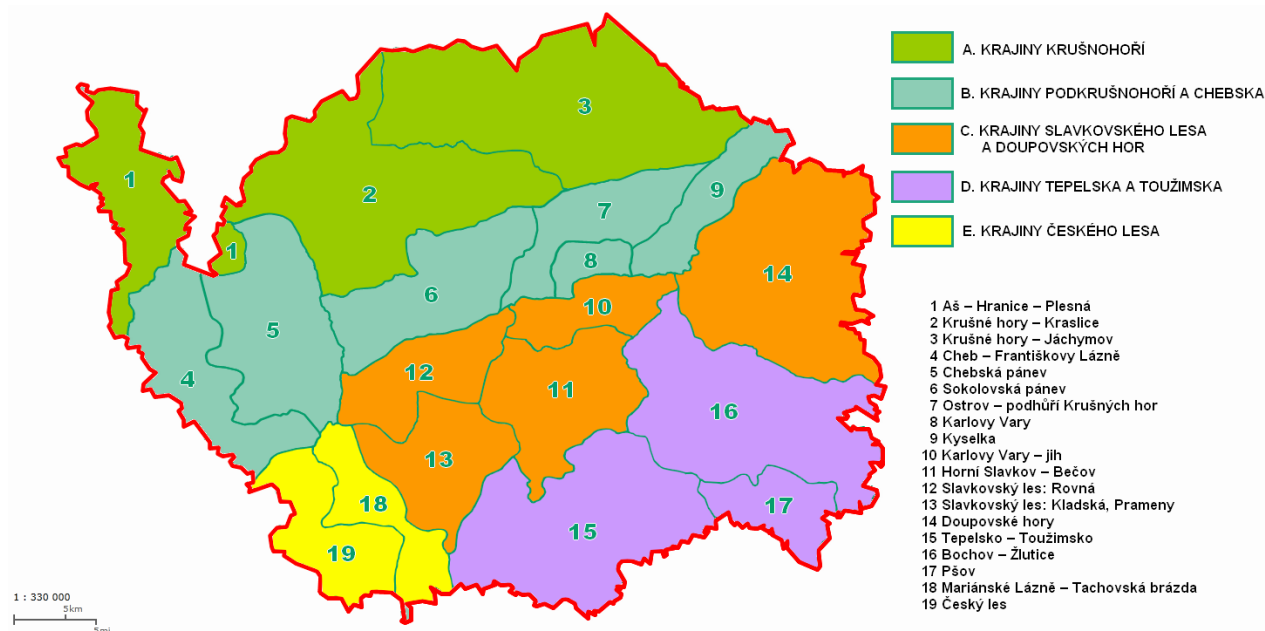 A. KRAJINY KRUŠNOHOŘÍ
B. KRAJINY PODKRUŠNOHOŘÍ A CHEBSKA
C. KRAJINY SLAVKOVSKÉHO LESA
A DOUPOVSKÝCH HOR
D. KRAJINY TEPELSKA A TOUŽIMSKA
E. KRAJINY ČESKÉHO LESA
3
1
2
9
7
1
8
14
6
10
5
12
4
11
16
13
18
17
15
19
1 Aš – Hranice – Plesná
2 Krušné hory – Kraslice
3 Krušné hory – Jáchymov
4 Cheb – Františkovy Lázně
5 Chebská pánev
6 Sokolovská pánev
7 Ostrov – podhůří Krušných hor
8 Karlovy Vary
9 Kyselka
10 Karlovy Vary – jih
11 Horní Slavkov – Bečov
12 Slavkovský les: Rovná
13 Slavkovský les: Kladská, Prameny
14 Doupovské hory
15 Tepelsko – Toužimsko
16 Bochov – Žlutice
17 Pšov
18 Mariánské Lázně – Tachovská brázda
19 Český les
1 : 330 000
5km
5mi